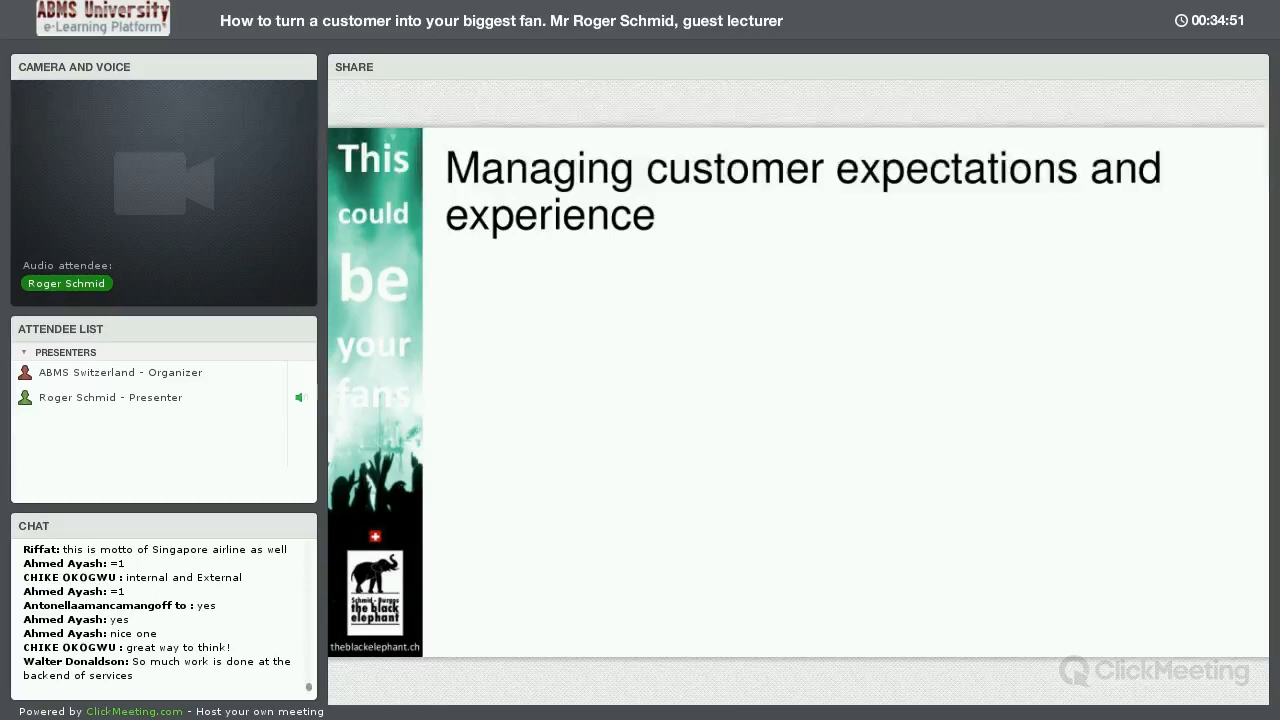 ABMS University
e-Learning Platform
How to turn a customer into your biggest fan. Mr Roger Schmid, guest lecturer
00:34:51
CAMERA AND VOICE
Audio attendee:
Roger Schmid
ATTENDEE LIST
PRESENTERS
ABMS Switzerland - Organizer
Roger Schmid - Presenter
CHAT
Riffat: this is motto of Singapore airline as well
Ahmed Ayash: =1
CHIKE OKOGWU : internal and External
Ahmed Ayash: =1
Antonellaamancamangoff to : yes
Ahmed Ayash: yes
Ahmed Ayash: nice one
CHIKE OKOGWU : great way to think!
Walter Donaldson: So much work is done at the
backend of services
SHARE
This
could
be
your
fans
Schmid - Burgos
the black
elephant
theblackelephant.ch
Managing customer expectations and
experience
ClickMeeting
Powered by ClickMeeting.com - Host your own meeting